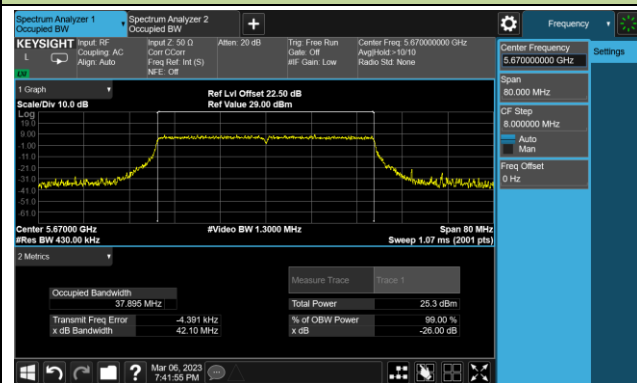 Spectrum Analyzer 1
Occupied BW
Spectrum Analyzer 2
Occupied BW
+
Frequency
KEYSIGHT
L
Input: RF
Coupling: AC
Align: Auto
Input Z: 50 Ω
Corr CCorr
Freq Ref: Int (S)
NFE: Off
Atten: 20 dB
Trig: Free Run
Gate: Off
#IF Gain: Low
Center Freq: 5.670000000 GHz
Avg|Hold:>10/10
Radio Std: None
Center Frequency
5.670000000 GHz
Settings
Span
80.000 MHz
CF Step
8.000000 MHz
Auto
Man
Freq Offset
0 Hz
1 Graph
Scale/Div 10.0 dB
Ref Lvl Offset 22.50 dB
Ref Value 29.00 dBm
Log
19.0
9.00
-1.00
-11.0
-21.0
-31.0
-41.0
-51.0
-61.0
Center 5.67000 GHz
#Res BW 430.00 kHz
#Video BW 1.3000 MHz
Span 80 MHz
Sweep 1.07 ms (2001 pts)
2 Metrics
Measure Trace
Trace 1
Occupied Bandwidth
37.895 MHz
Total Power
25.3 dBm
Transmit Freq Error
-4.391 kHz
% of OBW Power
99.00 %
x dB Bandwidth
42.10 MHz
x dB
-26.00 dB
?
Mar 06, 2023
7:41:55 PM